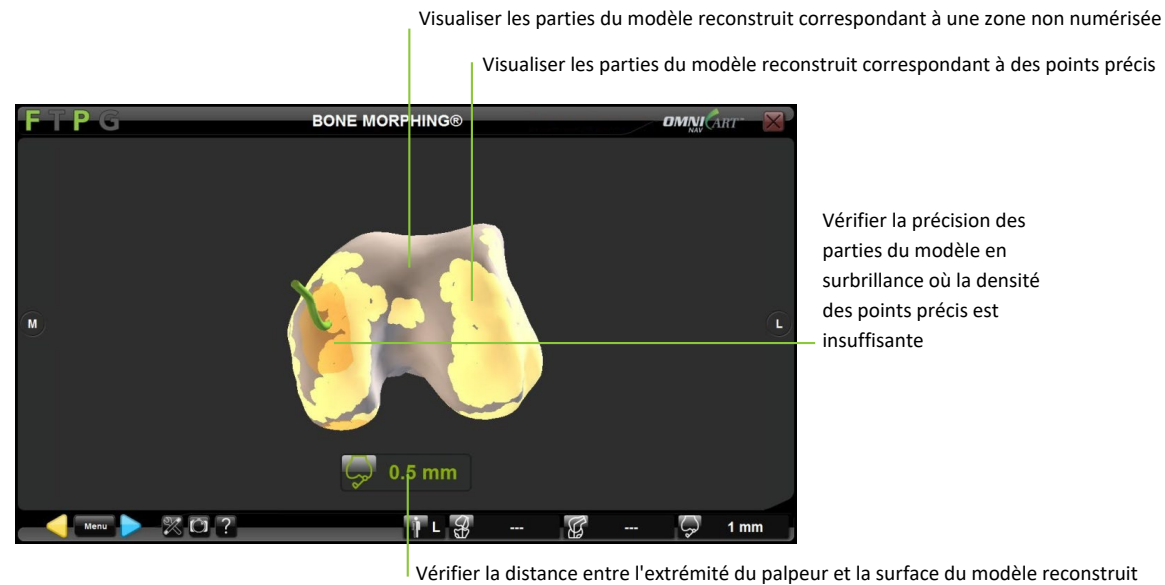 Visualiser les parties du modèle reconstruit correspondant à une zone non numérisée
Visualiser les parties du modèle reconstruit correspondant à des points précis
F T P G
BONE MORPHING®
OMNI ART™
NAV
Vérifier la précision des
parties du modèle en
surbrillance où la densité
des points précis est
insuffisante
M
L
0.5 mm
Menu
?
L
---
---
1 mm
Vérifier la distance entre l'extrémité du palpeur et la surface du modèle reconstruit